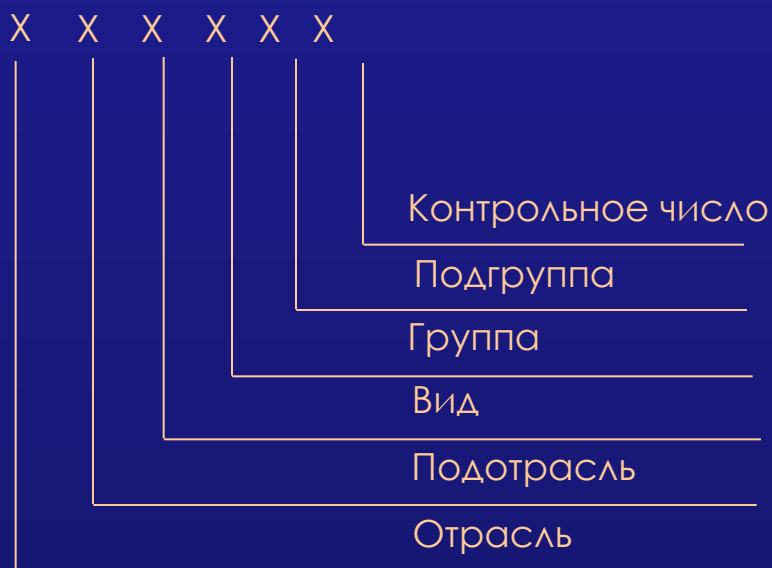 Х Х Х Х Х Х
Контрольное число
Подгруппа
Группа
Вид
Подотрасль
Отрасль